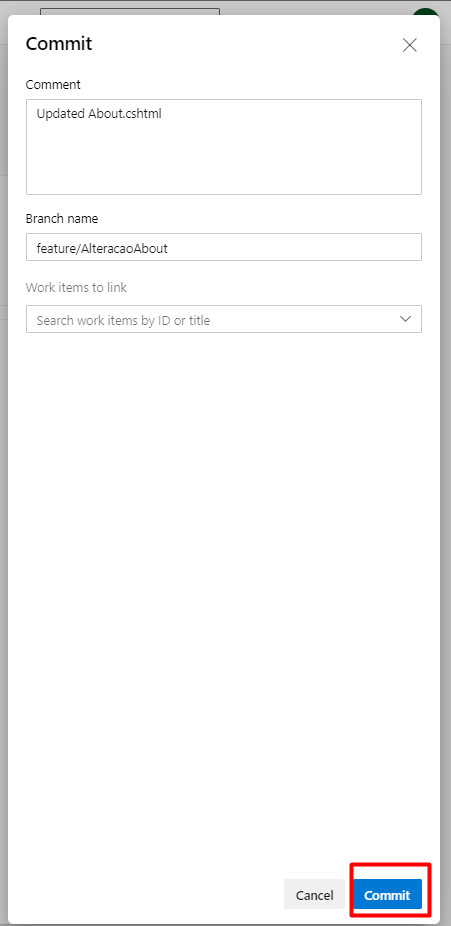 Commit
Comment
Updated About.cshtml
Branch name
feature/AlteracaoAbout
Work items to link
Search work items by ID or title
Cancel
Commit